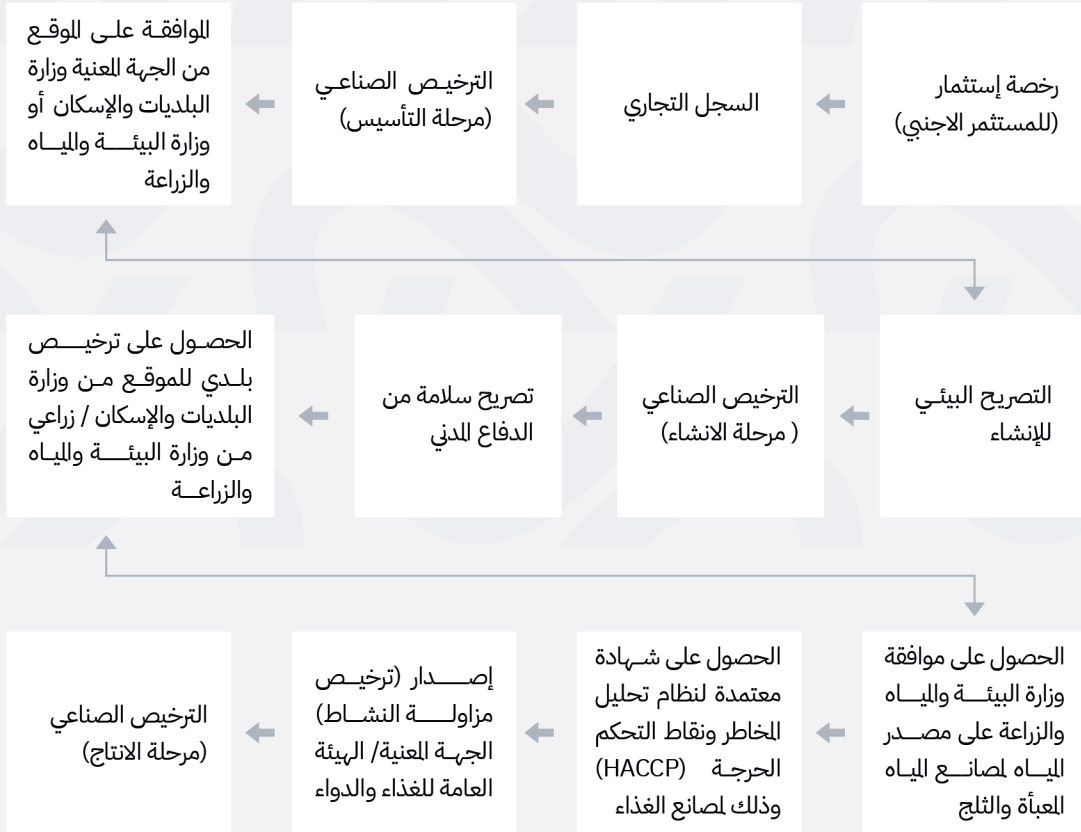 رخصة إستثمار
(للمستثمر الاجنبي)
السجل التجاري
الترخيص الصناعي
(مرحلة التأسيس)
الموافقة على الموقع
من الجهة المعنية وزارة
البلديات والإسكان أو
وزارة البيئة والمياه
والزراعة
التصريح البيئي
للإنشاء
الترخيص الصناعي
( مرحلة الانشاء)
تصريح سلامة من
الدفاع المدني
الحصول على ترخيص
بلدي للموقع من وزارة
البلديات والإسكان / زراعي
من وزارة البيئة والمياه
والزراعة
الحصول على موافقة
وزارة البيئة والمياه
والزراعة على مصدر
المياه لمصانع المياه
المعبأة والثلج
الحصول على شهادة
معتمدة لنظام تحليل
المخاطر ونقاط التحكم
الحرجة (HACCP)
وذلك لمصانع الغذاء
إصدار (ترخيص
مزاولة النشاط)
الجهة المعنية/ الهيئة
العامة للغذاء والدواء
الترخيص الصناعي
(مرحلة الانتاج)